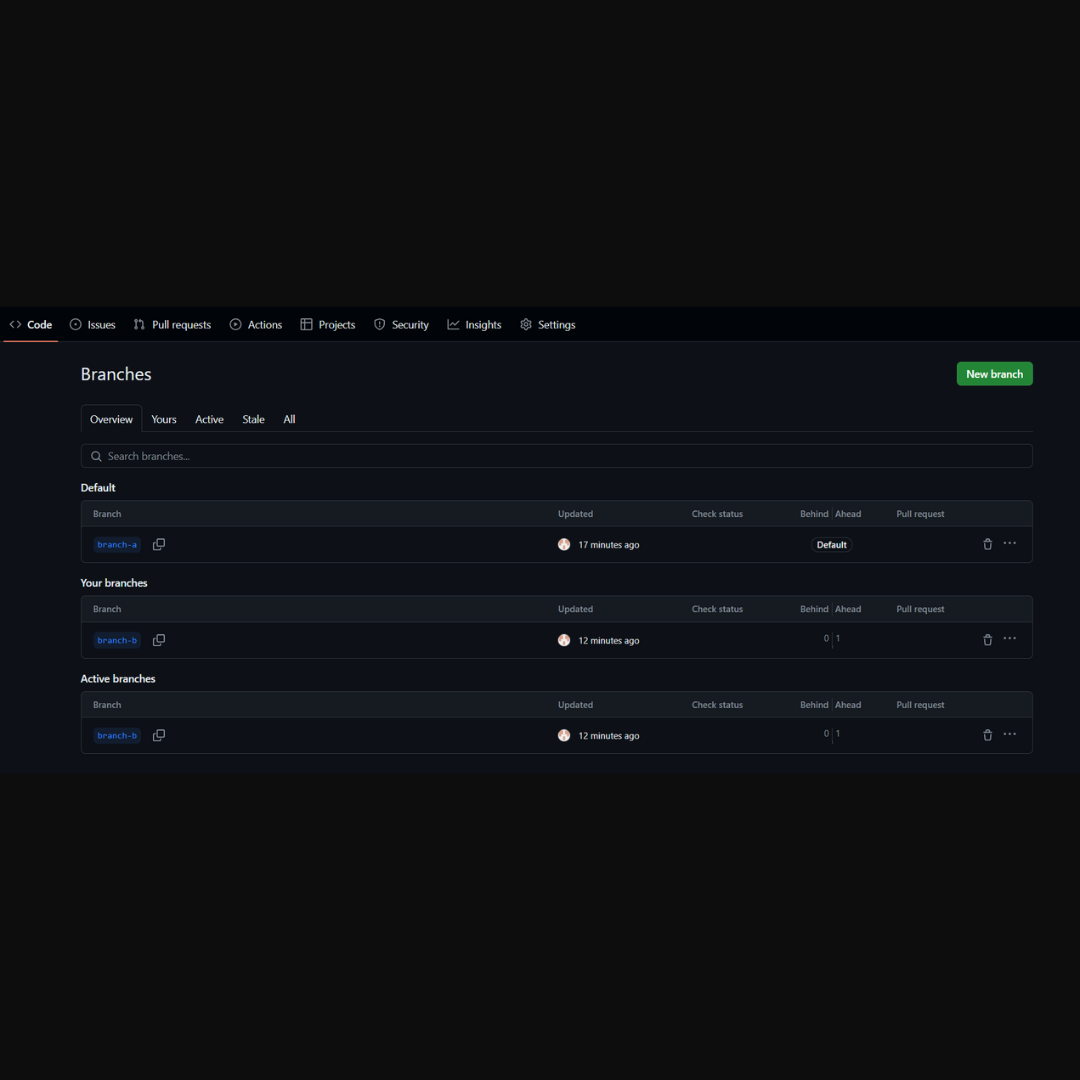 Code Issues Pull requests Actions Projects Security Insights Settings
Branches
New branch
Overview Yours Active Stale All
Search branches...
Default
Branch Updated Check status Behind Ahead Pull request
branch-a 17 minutes ago Default
Your branches
Branch Updated Check status Behind Ahead Pull request
branch-b 12 minutes ago 0 1
Active branches
Branch Updated Check status Behind Ahead Pull request
branch-b 12 minutes ago 0 1